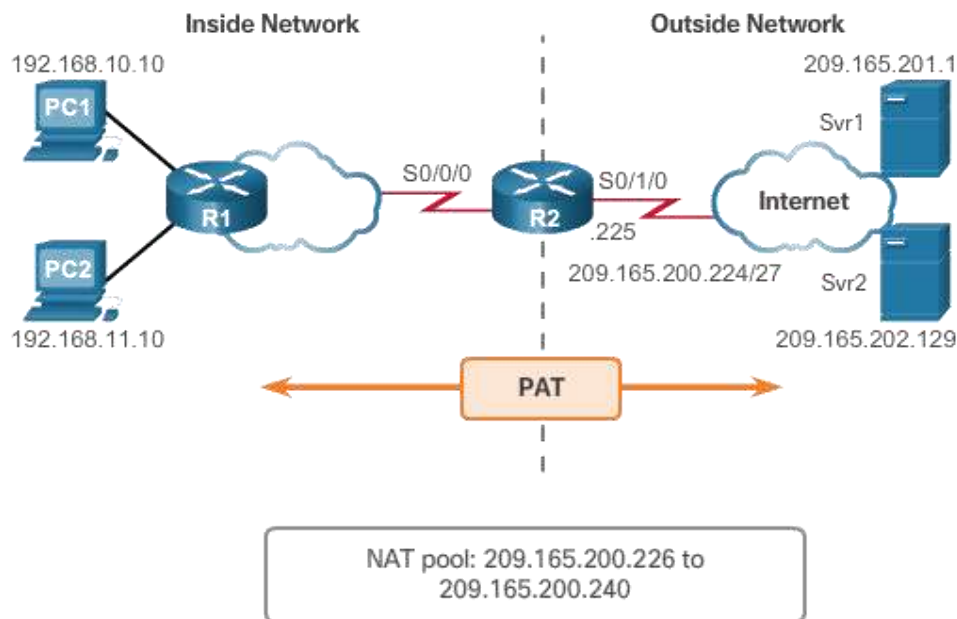 Inside Network
Outside Network
192.168.10.10
209.165.201.1
PC1
Svr1
S0/0/0
S0/1/0
R1
R2
Internet
.225
PC2
209.165.200.224/27
Svr2
192.168.11.10
209.165.202.129
PAT
NAT pool: 209.165.200.226 to
209.165.200.240